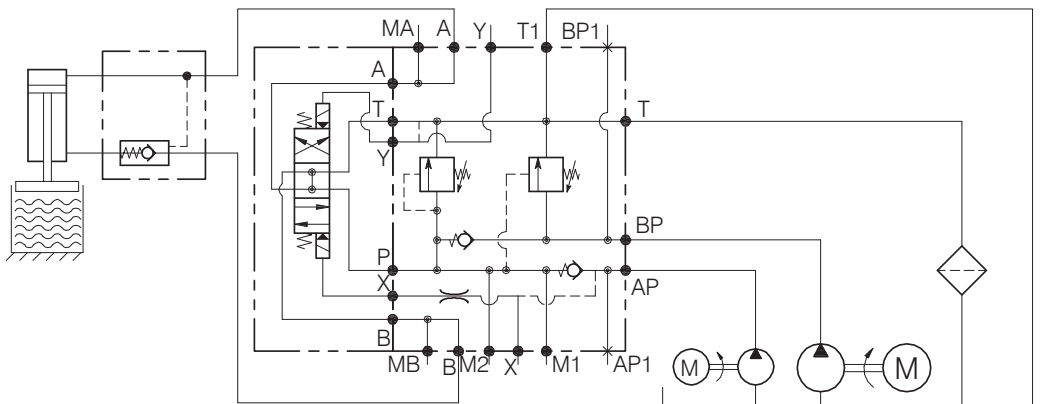 MA A Y T1 BP1
A
T T
Y
BP
P
X AP
B
MB B M2 X M1 AP1
M M